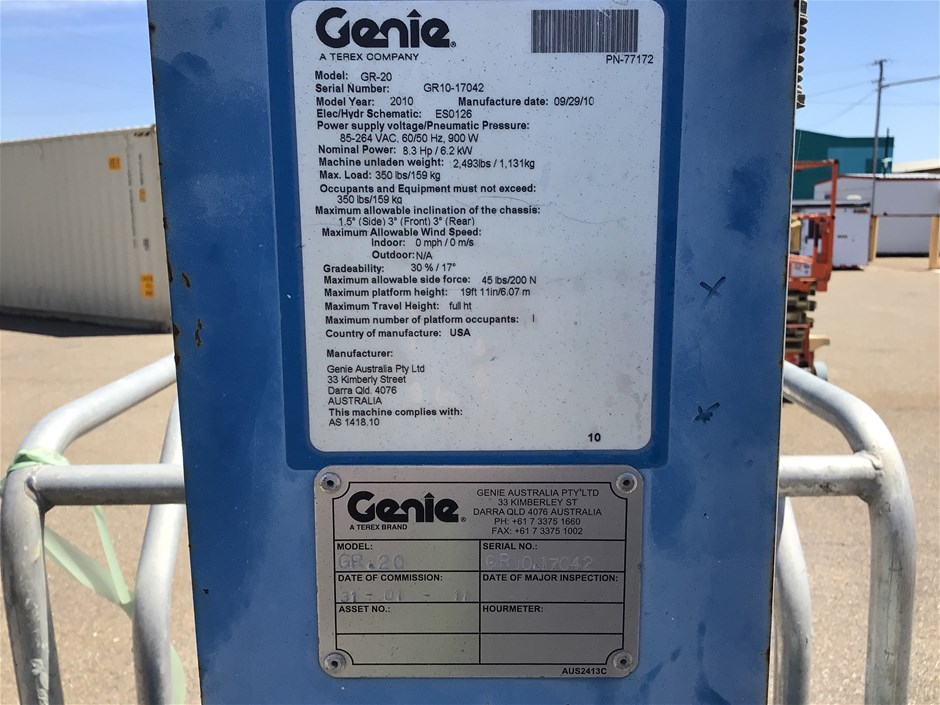 Genie®
A TEREX COMPANY
PN-77172
Model: GR-20
Serial Number: GR10-17042
Model Year: 2010 Manufacture date: 09/29/10
Elec/Hydr Schematic: ES0126
Power supply voltage/Pneumatic Pressure:
85-264 VAC, 60/50 Hz, 900 W
Nominal Power: 8.3 Hp / 6.2 kW
Machine unladen weight: 2,493lbs / 1,131kg
Max. Load: 350 lbs/159 kg
Occupants and Equipment must not exceed:
350 lbs/159 kg
Maximum allowable inclination of the chassis:
1.5° (Side) 3° (Front) 3° (Rear)
Maximum Allowable Wind Speed:
Indoor: 0 mph / 0 m/s
Outdoor: N/A
Gradeability: 30 % / 17°
Maximum allowable side force: 45 lbs/200 N
Maximum platform height: 19ft 11in/6.07 m
Maximum Travel Height: full ht
Maximum number of platform occupants: 1
Country of manufacture: USA
Manufacturer:
Genie Australia Pty Ltd
33 Kimberly Street
Darra Qld. 4076
AUSTRALIA
This machine complies with:
AS 1418.10
10
Genie®
A TEREX BRAND
GENIE AUSTRALIA PTY LTD
33 KIMBERLEY ST
DARRA QLD 4076 AUSTRALIA
PH: +61 7 3375 1660
FAX: +61 7 3375 1002
MODEL: SERIAL NO.:
GR.20 GR10.17042
DATE OF COMMISSION: DATE OF MAJOR INSPECTION:
31-01-11
ASSET NO.: HOURMETER:
AUS2413C